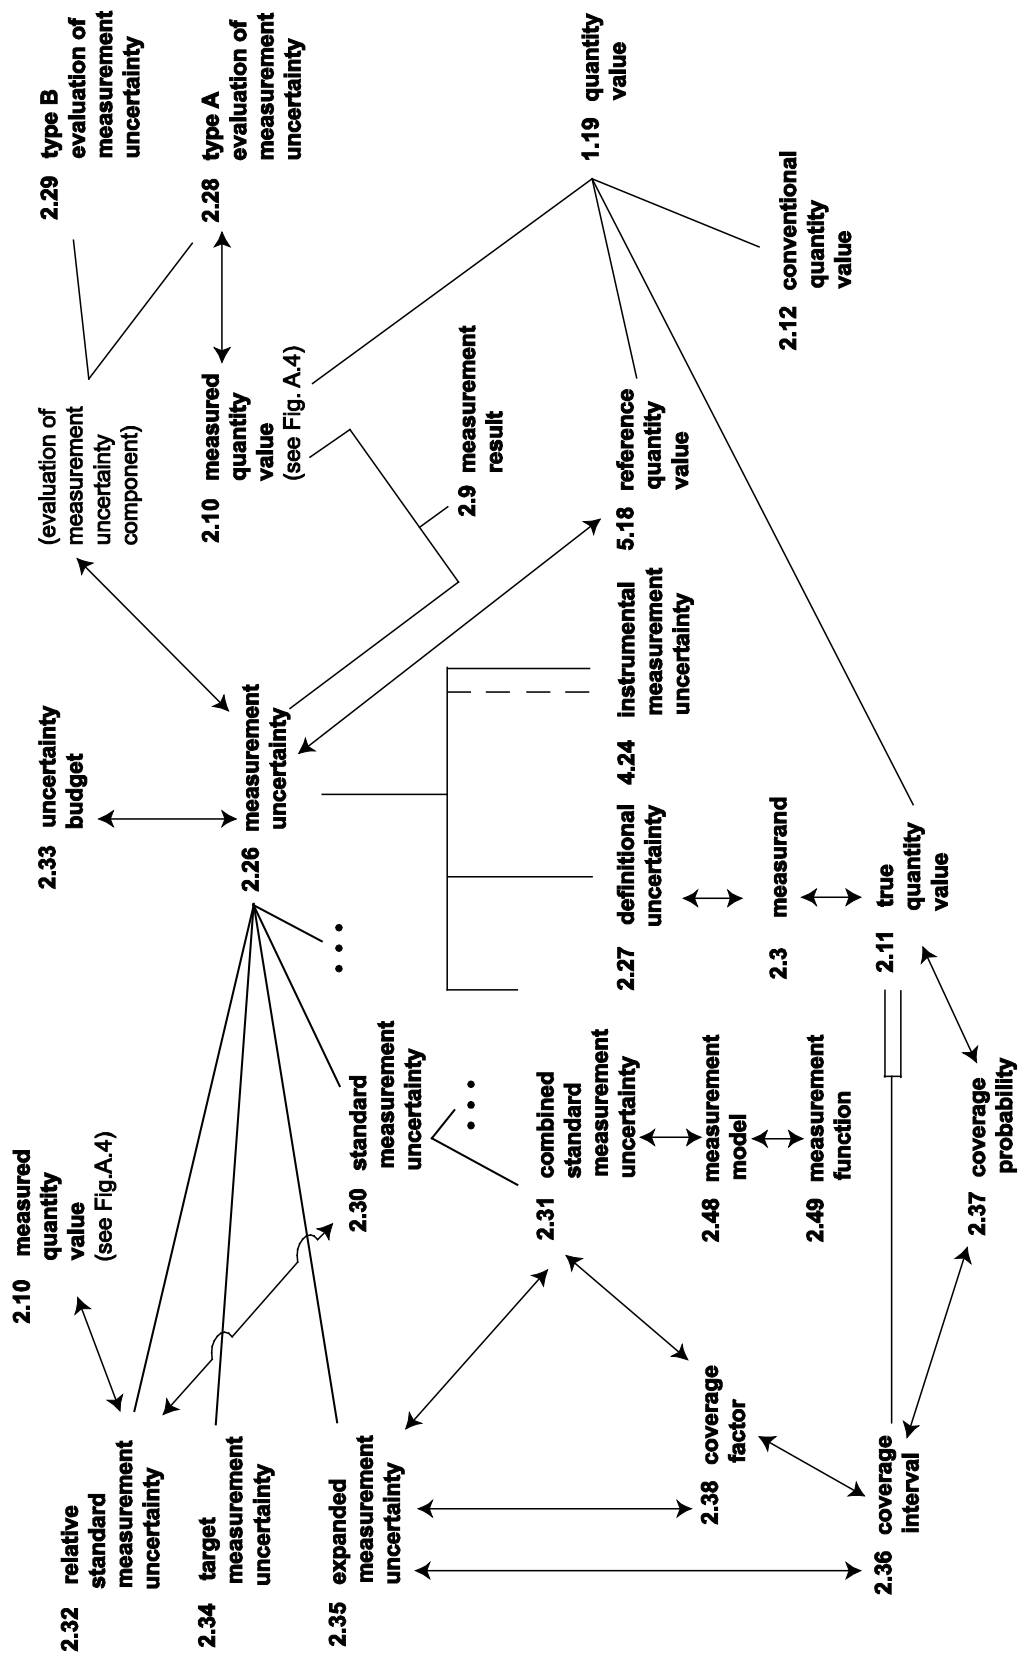 2.10 measured
quantity
value
(see Fig.A.4)
2.33 uncertainty
budget
(evaluation of
measurement
uncertainty
component)
2.29 type B
evaluation of
measurement
uncertainty
2.32 relative
standard
measurement
uncertainty
2.34 target
measurement
uncertainty
2.35 expanded
measurement
uncertainty
2.26 measurement
uncertainty
2.10 measured
quantity
value
(see Fig. A.4)
2.28 type A
evaluation of
measurement
uncertainty
2.30 standard
measurement
uncertainty
• • •
2.9 measurement
result
2.31 combined
standard
measurement
uncertainty
• • •
2.27 definitional
uncertainty
4.24 instrumental
measurement
uncertainty
5.18 reference
quantity
value
1.19 quantity
value
2.38 coverage
factor
2.48 measurement
model
2.3 measurand
2.12 conventional
quantity
value
2.49 measurement
function
2.36 coverage
interval
2.11 true
quantity
value
2.37 coverage
probability